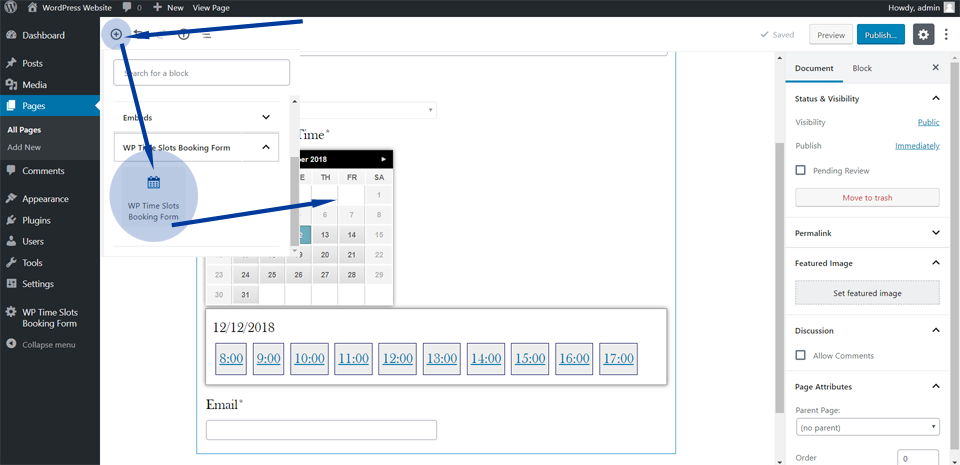 WordPress Website 0 New View Page Howdy, admin
Dashboard
Posts
Media
Pages
All Pages
Add New
Comments
Appearance
Plugins
Users
Tools
Settings
WP Time Slots
Booking Form
Collapse menu
Saved Preview Publish...
Search for a block
Embeds
WP Time Slots Booking Form
WP Time Slots
Booking Form
Time*
ber 2018
E TH FR SA
1
6 7 8
2 13 14 15
19 20 21 22
23 24 25 26 27 28 29
30 31
12/12/2018
8:00 9:00 10:00 11:00 12:00 13:00 14:00 15:00 16:00 17:00
Email*
Document Block
Status & Visibility
Visibility Public
Publish Immediately
Pending Review
Move to trash
Permalink
Featured Image
Set featured image
Discussion
Allow Comments
Page Attributes
Parent Page:
(no parent)
Order 0